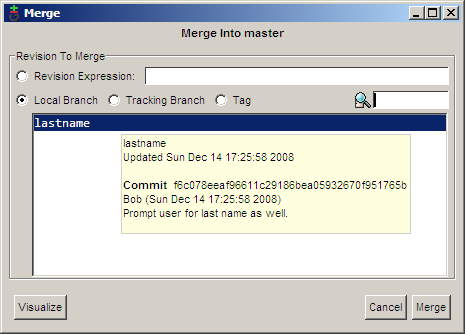 Merge
Merge Into master
Revision To Merge
Revision Expression:
Local Branch Tracking Branch Tag
lastname
lastname
Updated Sun Dec 14 17:25:58 2008
Commit f6c078eeaf96611c29186bea05932670f951765b
Bob (Sun Dec 14 17:25:58 2008)
Prompt user for last name as well.
Visualize Cancel Merge